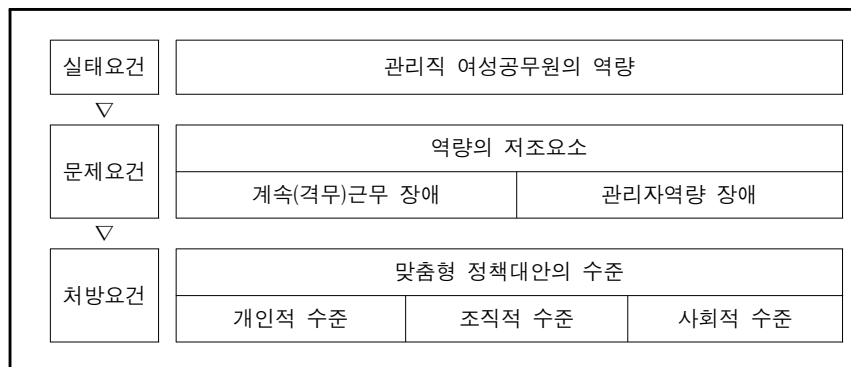 실태요건
관리직 여성공무원의 역량
▽
문제요건
역량의 저조요소
계속(격무)근무 장애
관리자역량 장애
▽
처방요건
맞춤형 정책대안의 수준
개인적 수준
조직적 수준
사회적 수준